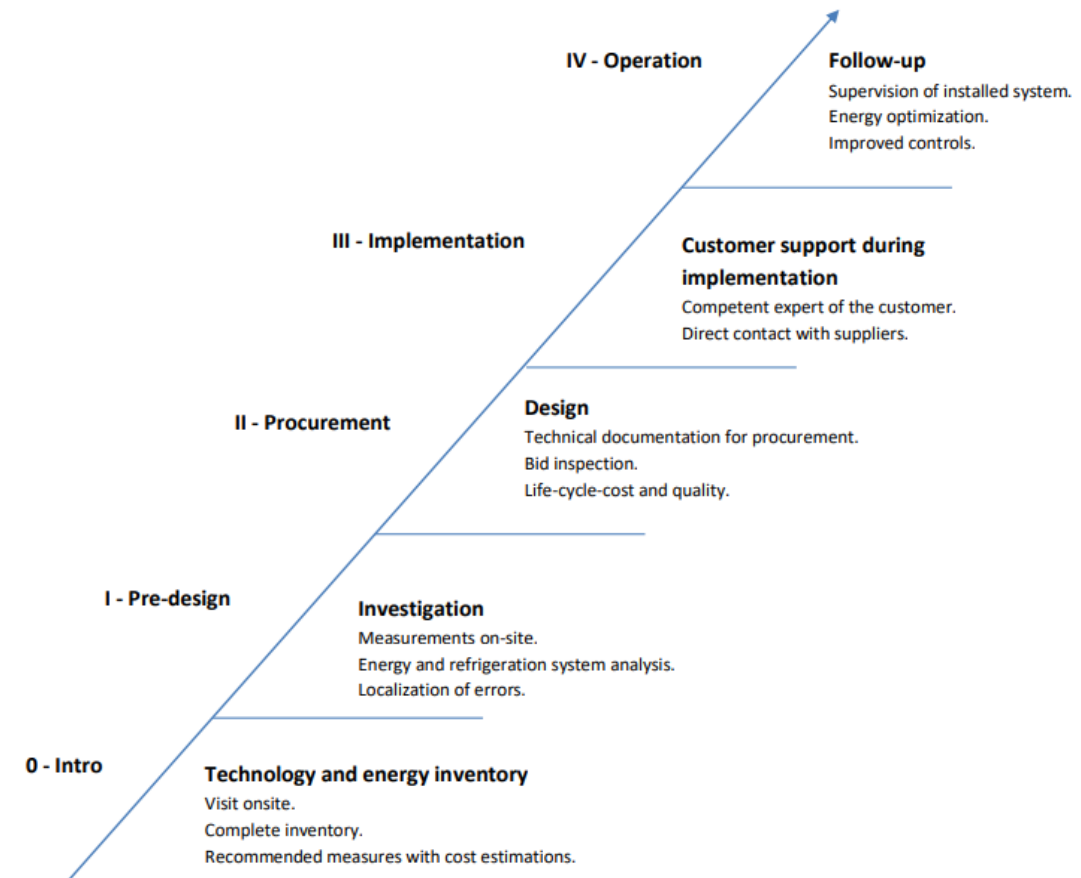 IV - Operation
Follow-up
Supervision of installed system.
Energy optimization.
Improved controls.
III - Implementation
Customer support during
implementation
Competent expert of the customer.
Direct contact with suppliers.
II - Procurement
Design
Technical documentation for procurement.
Bid inspection.
Life-cycle-cost and quality.
I - Pre-design
Investigation
Measurements on-site.
Energy and refrigeration system analysis.
Localization of errors.
0 - Intro
Technology and energy inventory
Visit onsite.
Complete inventory.
Recommended measures with cost estimations.